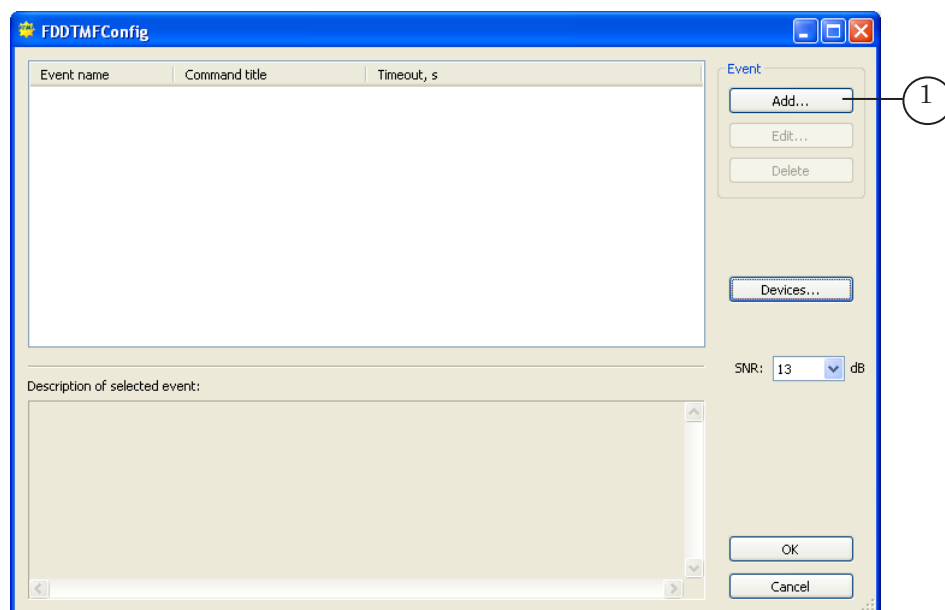 FDDTMFConfig
Event name Command title Timeout, s
Event
Add...
1
Edit...
Delete
Devices...
SNR: 13 dB
Description of selected event:
OK
Cancel